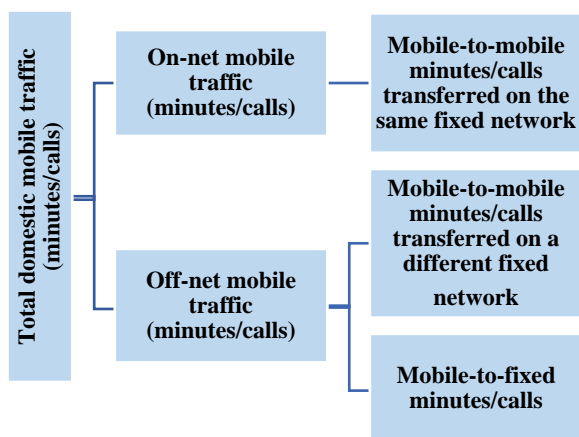 Total domestic mobile traffic
(minutes/calls)
On-net mobile
traffic
(minutes/calls)
Mobile-to-mobile
minutes/calls
transferred on the
same fixed network
Off-net mobile
traffic
(minutes/calls)
Mobile-to-mobile
minutes/calls
transferred on a
different fixed
network
Mobile-to-fixed
minutes/calls